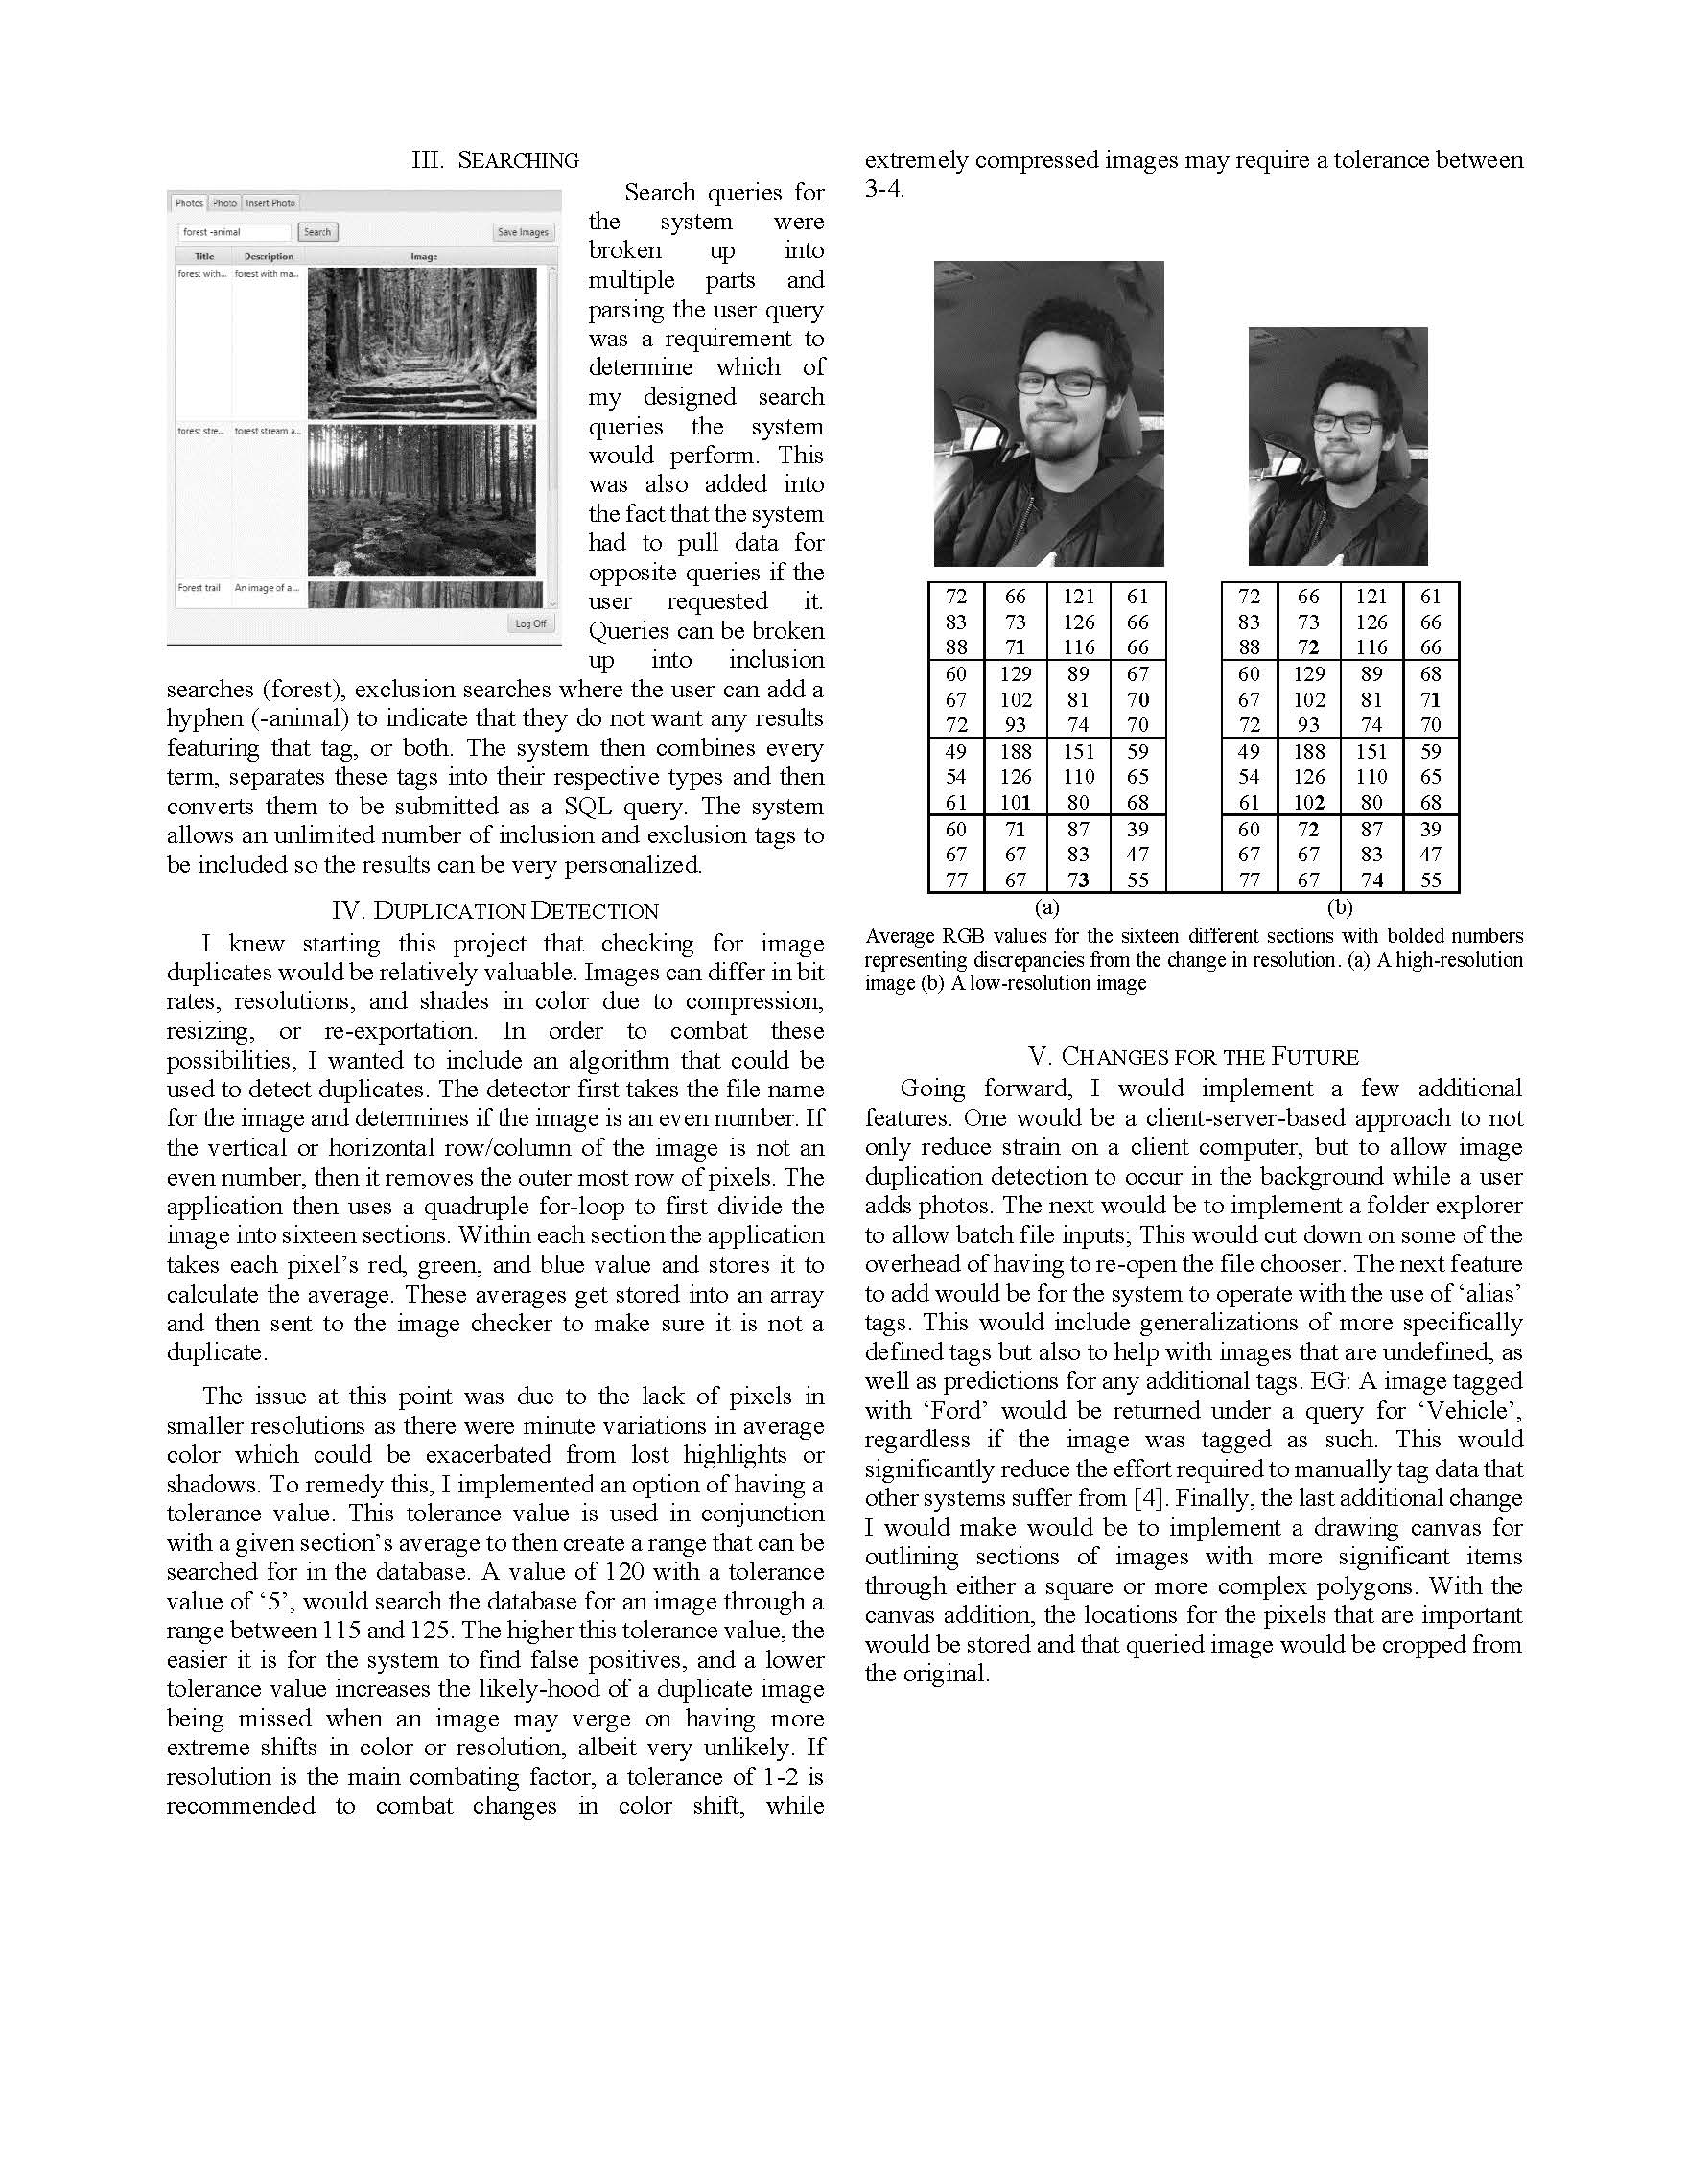 III. SEARCHING
Photos Photo Insert Photo
forest -animal Search Save Images
Title Description Image
forest with... forest with ma...
forest stre... forest stream a...
Forest trail An image of a ...
Log Off
Search queries for
the system were
broken up into
multiple parts and
parsing the user query
was a requirement to
determine which of
my designed search
queries the system
would perform. This
was also added into
the fact that the system
had to pull data for
opposite queries if the
user requested it.
Queries can be broken
up into inclusion
searches (forest), exclusion searches where the user can add a
hyphen (-animal) to indicate that they do not want any results
featuring that tag, or both. The system then combines every
term, separates these tags into their respective types and then
converts them to be submitted as a SQL query. The system
allows an unlimited number of inclusion and exclusion tags to
be included so the results can be very personalized.
IV. DUPLICATION DETECTION
I knew starting this project that checking for image
duplicates would be relatively valuable. Images can differ in bit
rates, resolutions, and shades in color due to compression,
resizing, or re-exportation. In order to combat these
possibilities, I wanted to include an algorithm that could be
used to detect duplicates. The detector first takes the file name
for the image and determines if the image is an even number. If
the vertical or horizontal row/column of the image is not an
even number, then it removes the outer most row of pixels. The
application then uses a quadruple for-loop to first divide the
image into sixteen sections. Within each section the application
takes each pixel's red, green, and blue value and stores it to
calculate the average. These averages get stored into an array
and then sent to the image checker to make sure it is not a
duplicate.
The issue at this point was due to the lack of pixels in
smaller resolutions as there were minute variations in average
color which could be exacerbated from lost highlights or
shadows. To remedy this, I implemented an option of having a
tolerance value. This tolerance value is used in conjunction
with a given section's average to then create a range that can be
searched for in the database. A value of 120 with a tolerance
value of ‘5’, would search the database for an image through a
range between 115 and 125. The higher this tolerance value, the
easier it is for the system to find false positives, and a lower
tolerance value increases the likely-hood of a duplicate image
being missed when an image may verge on having more
extreme shifts in color or resolution, albeit very unlikely. If
resolution is the main combating factor, a tolerance of 1-2 is
recommended to combat changes in color shift, while
extremely compressed images may require a tolerance between
3-4.
72 66 121 61 72 66 121 61
83 73 126 66 83 73 126 66
88 71 116 66 88 72 116 66
60 129 89 67 60 129 89 68
67 102 81 70 67 102 81 71
72 93 74 70 72 93 74 70
49 188 151 59 49 188 151 59
54 126 110 65 54 126 110 65
61 101 80 68 61 102 80 68
60 71 87 39 60 72 87 39
67 67 83 47 67 67 83 47
77 67 73 55 77 67 74 55
(a) (b)
Average RGB values for the sixteen different sections with bolded numbers
representing discrepancies from the change in resolution. (a) A high-resolution
image (b) A low-resolution image
V. CHANGES FOR THE FUTURE
Going forward, I would implement a few additional
features. One would be a client-server-based approach to not
only reduce strain on a client computer, but to allow image
duplication detection to occur in the background while a user
adds photos. The next would be to implement a folder explorer
to allow batch file inputs; This would cut down on some of the
overhead of having to re-open the file chooser. The next feature
to add would be for the system to operate with the use of ‘alias’
tags. This would include generalizations of more specifically
defined tags but also to help with images that are undefined, as
well as predictions for any additional tags. EG: A image tagged
with ‘Ford’ would be returned under a query for ‘Vehicle’,
regardless if the image was tagged as such. This would
significantly reduce the effort required to manually tag data that
other systems suffer from [4]. Finally, the last additional change
I would make would be to implement a drawing canvas for
outlining sections of images with more significant items
through either a square or more complex polygons. With the
canvas addition, the locations for the pixels that are important
would be stored and that queried image would be cropped from
the original.